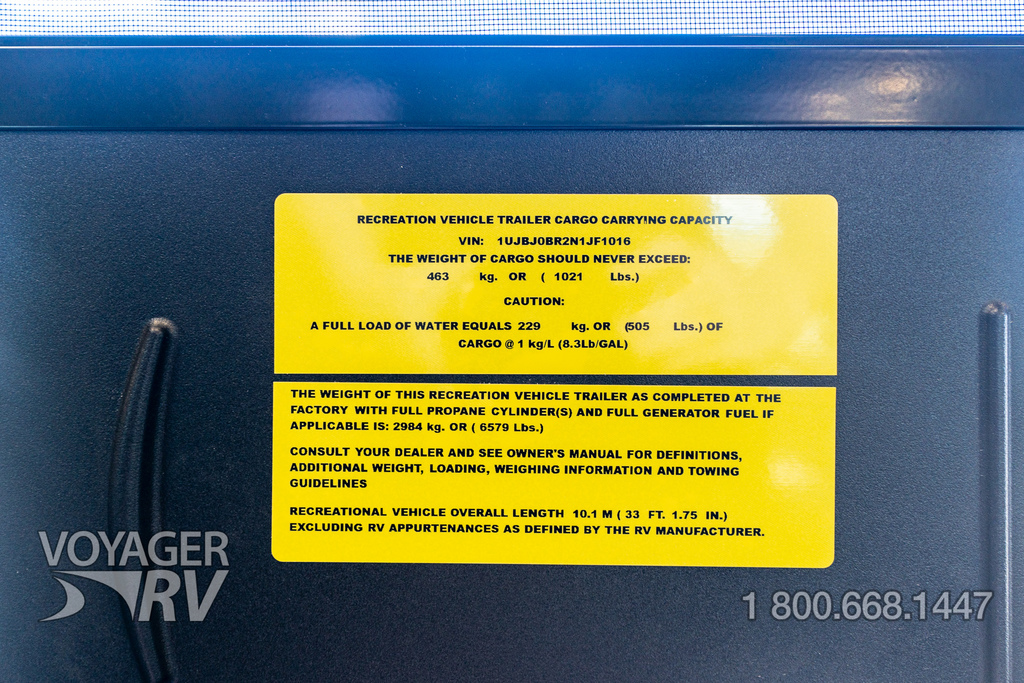 RECREATION VEHICLE TRAILER CARGO CARRYING CAPACITY
VIN: 1UJBJ0BR2N1JF1016
THE WEIGHT OF CARGO SHOULD NEVER EXCEED:
463 kg. OR ( 1021 Lbs.)
CAUTION:
A FULL LOAD OF WATER EQUALS 229 kg. OR (505 Lbs.) OF
CARGO @ 1 kg/L (8.3Lb/GAL)
THE WEIGHT OF THIS RECREATION VEHICLE TRAILER AS COMPLETED AT THE
FACTORY WITH FULL PROPANE CYLINDER(S) AND FULL GENERATOR FUEL IF
APPLICABLE IS: 2984 kg. OR ( 6579 Lbs.)
CONSULT YOUR DEALER AND SEE OWNER'S MANUAL FOR DEFINITIONS,
ADDITIONAL WEIGHT, LOADING, WEIGHING INFORMATION AND TOWING
GUIDELINES
RECREATIONAL VEHICLE OVERALL LENGTH 10.1 M ( 33 FT. 1.75 IN.)
EXCLUDING RV APPURTENANCES AS DEFINED BY THE RV MANUFACTURER.
VOYAGER
RV
1 800.668.1447